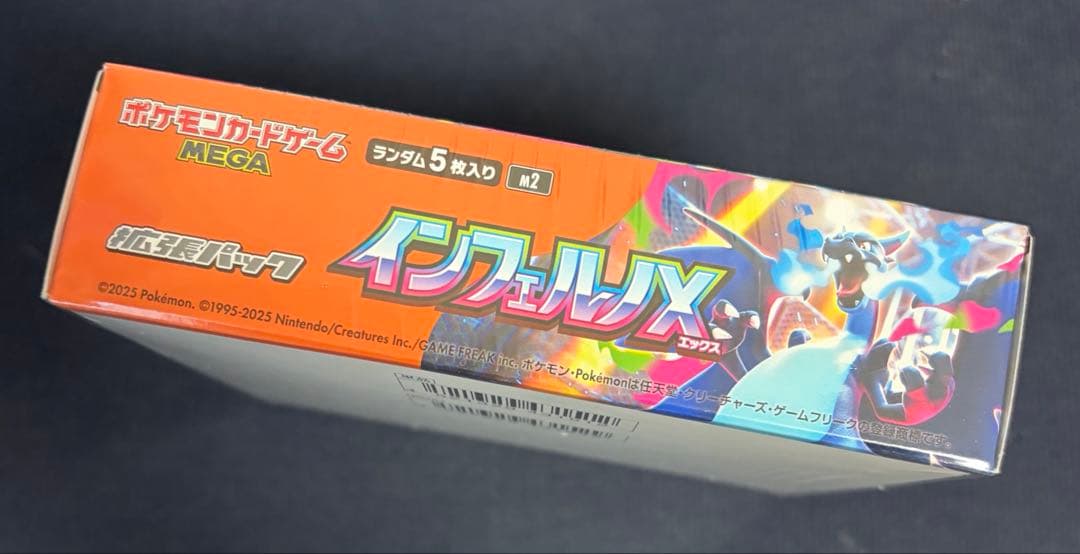 ポケモンカードゲーム
MEGA
ランダム5枚入り
M2
拡張パック
インフェルノX
エックス
©2025 Pokémon. ©1995-2025 Nintendo/Creatures Inc./GAME FREAK inc. ポケモン・Pokémonは任天堂・クリーチャーズ・ゲームフリークの登録商標です。